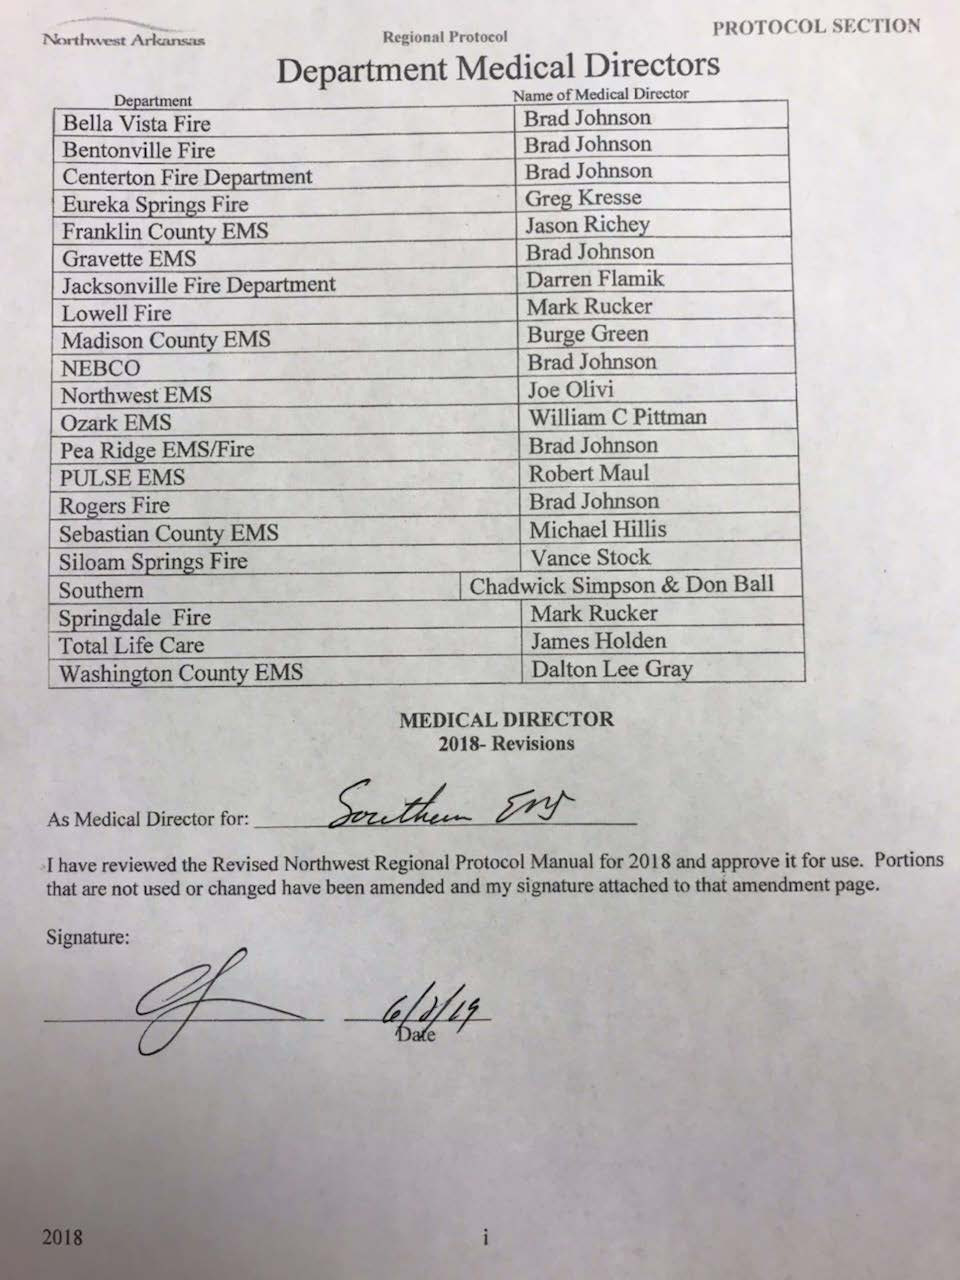 Northwest Arkansas Regional Protocol PROTOCOL SECTION
Department Medical Directors
Department Name of Medical Director
Bella Vista Fire Brad Johnson
Bentonville Fire Brad Johnson
Centerton Fire Department Brad Johnson
Eureka Springs Fire Greg Kresse
Franklin County EMS Jason Richey
Gravette EMS Brad Johnson
Jacksonville Fire Department Darren Flamik
Lowell Fire Mark Rucker
Madison County EMS Burge Green
NEBCO Brad Johnson
Northwest EMS Joe Olivi
Ozark EMS William C Pittman
Pea Ridge EMS/Fire Brad Johnson
PULSE EMS Robert Maul
Rogers Fire Brad Johnson
Sebastian County EMS Michael Hillis
Siloam Springs Fire Vance Stock
Southern Chadwick Simpson & Don Ball
Springdale Fire Mark Rucker
Total Life Care James Holden
Washington County EMS Dalton Lee Gray
MEDICAL DIRECTOR
2018- Revisions
As Medical Director for: Southern EMS
I have reviewed the Revised Northwest Regional Protocol Manual for 2018 and approve it for use. Portions
that are not used or changed have been amended and my signature attached to that amendment page.
Signature:
Date
2018 i